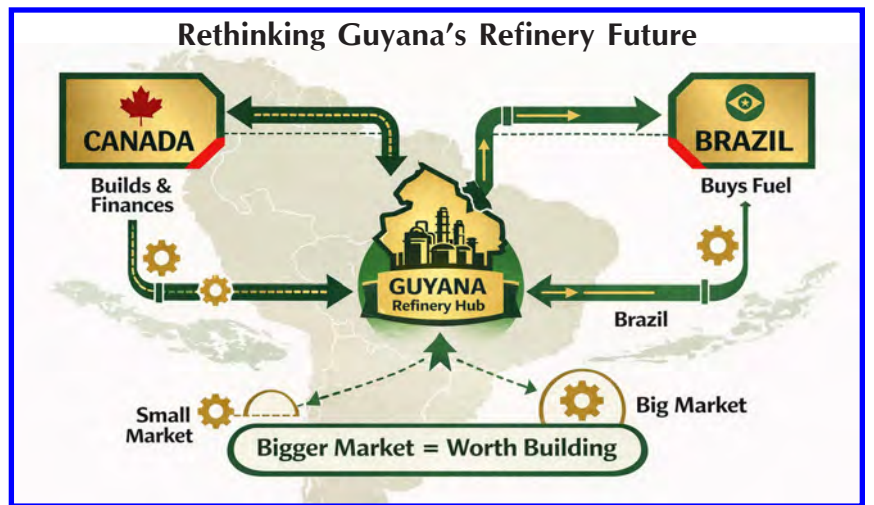 Rethinking Guyana's Refinery Future
CANADA
BRAZIL
Builds &
Finances
Buys Fuel
GUYANA
Refinery Hub
Brazil
Small
Market
Big Market
Bigger Market = Worth Building